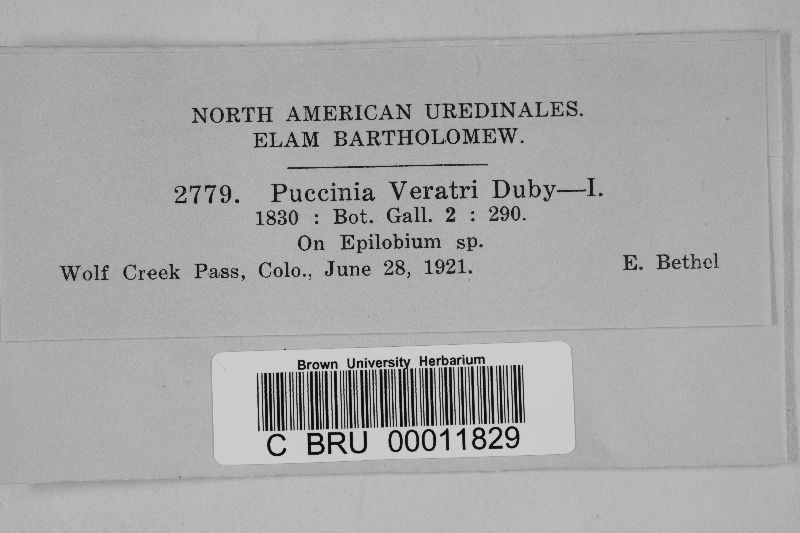 NORTH AMERICAN UREDINALES.
ELAM BARTHOLOMEW.
2779. Puccinia Veratri Duby—I.
1830 : Bot. Gall. 2 : 290.
On Epilobium sp.
Wolf Creek Pass, Colo., June 28, 1921. E. Bethel
Brown University Herbarium
C BRU 00011829